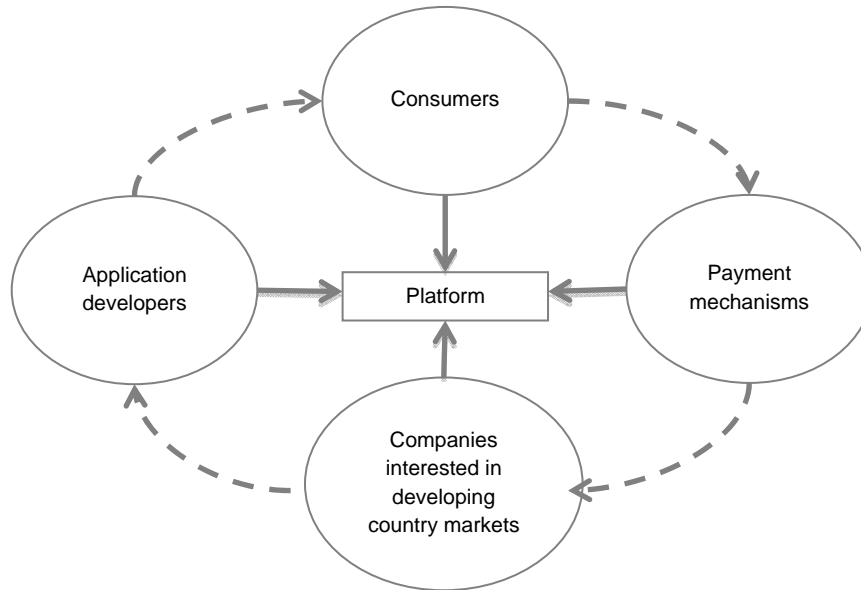 Consumers
Application
developers
Platform
Payment
mechanisms
Companies
interested in
developing
country markets